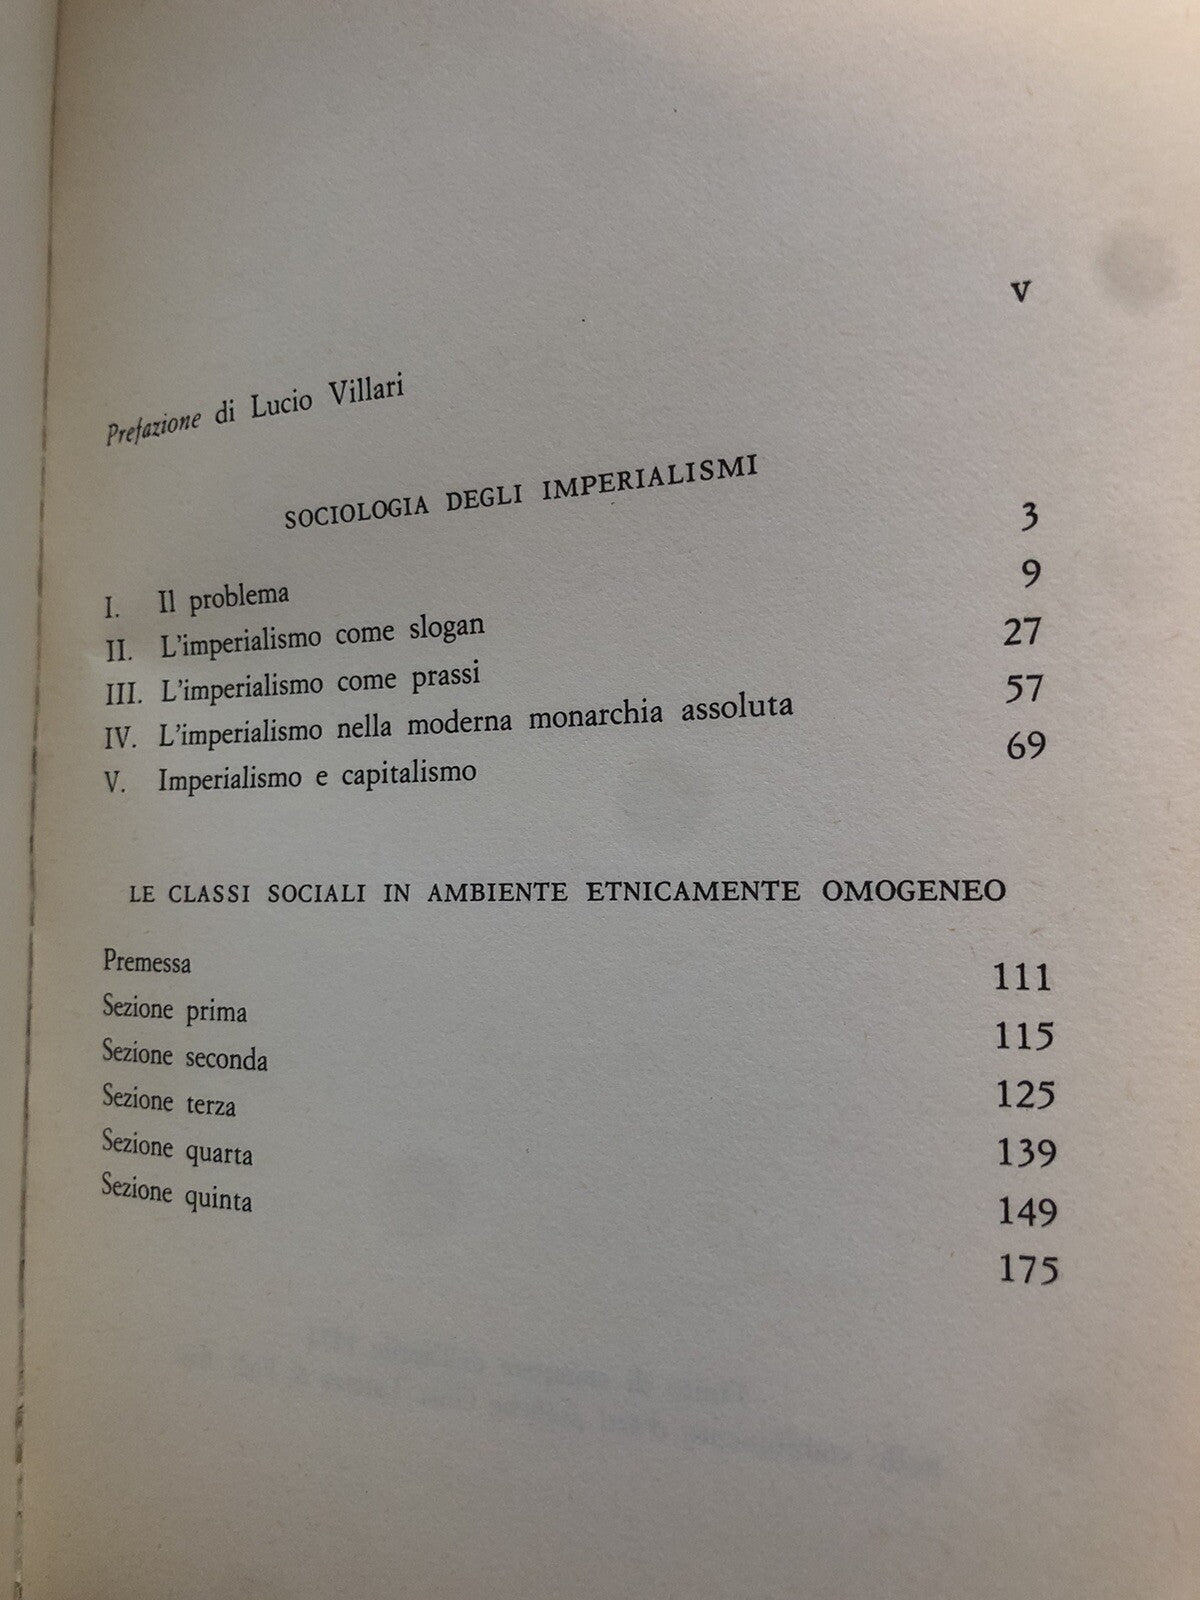 Prefazione di Lucio Villari V
SOCIOLOGIA DEGLI IMPERIALISMI
I. Il problema 3
II. L'imperialismo come slogan 9
III. L'imperialismo come prassi 27
IV. L'imperialismo nella moderna monarchia assoluta 57
V. Imperialismo e capitalismo 69
LE CLASSI SOCIALI IN AMBIENTE ETNICAMENTE OMOGENEO
Premessa 111
Sezione prima 115
Sezione seconda 125
Sezione terza 139
Sezione quarta 149
Sezione quinta 175